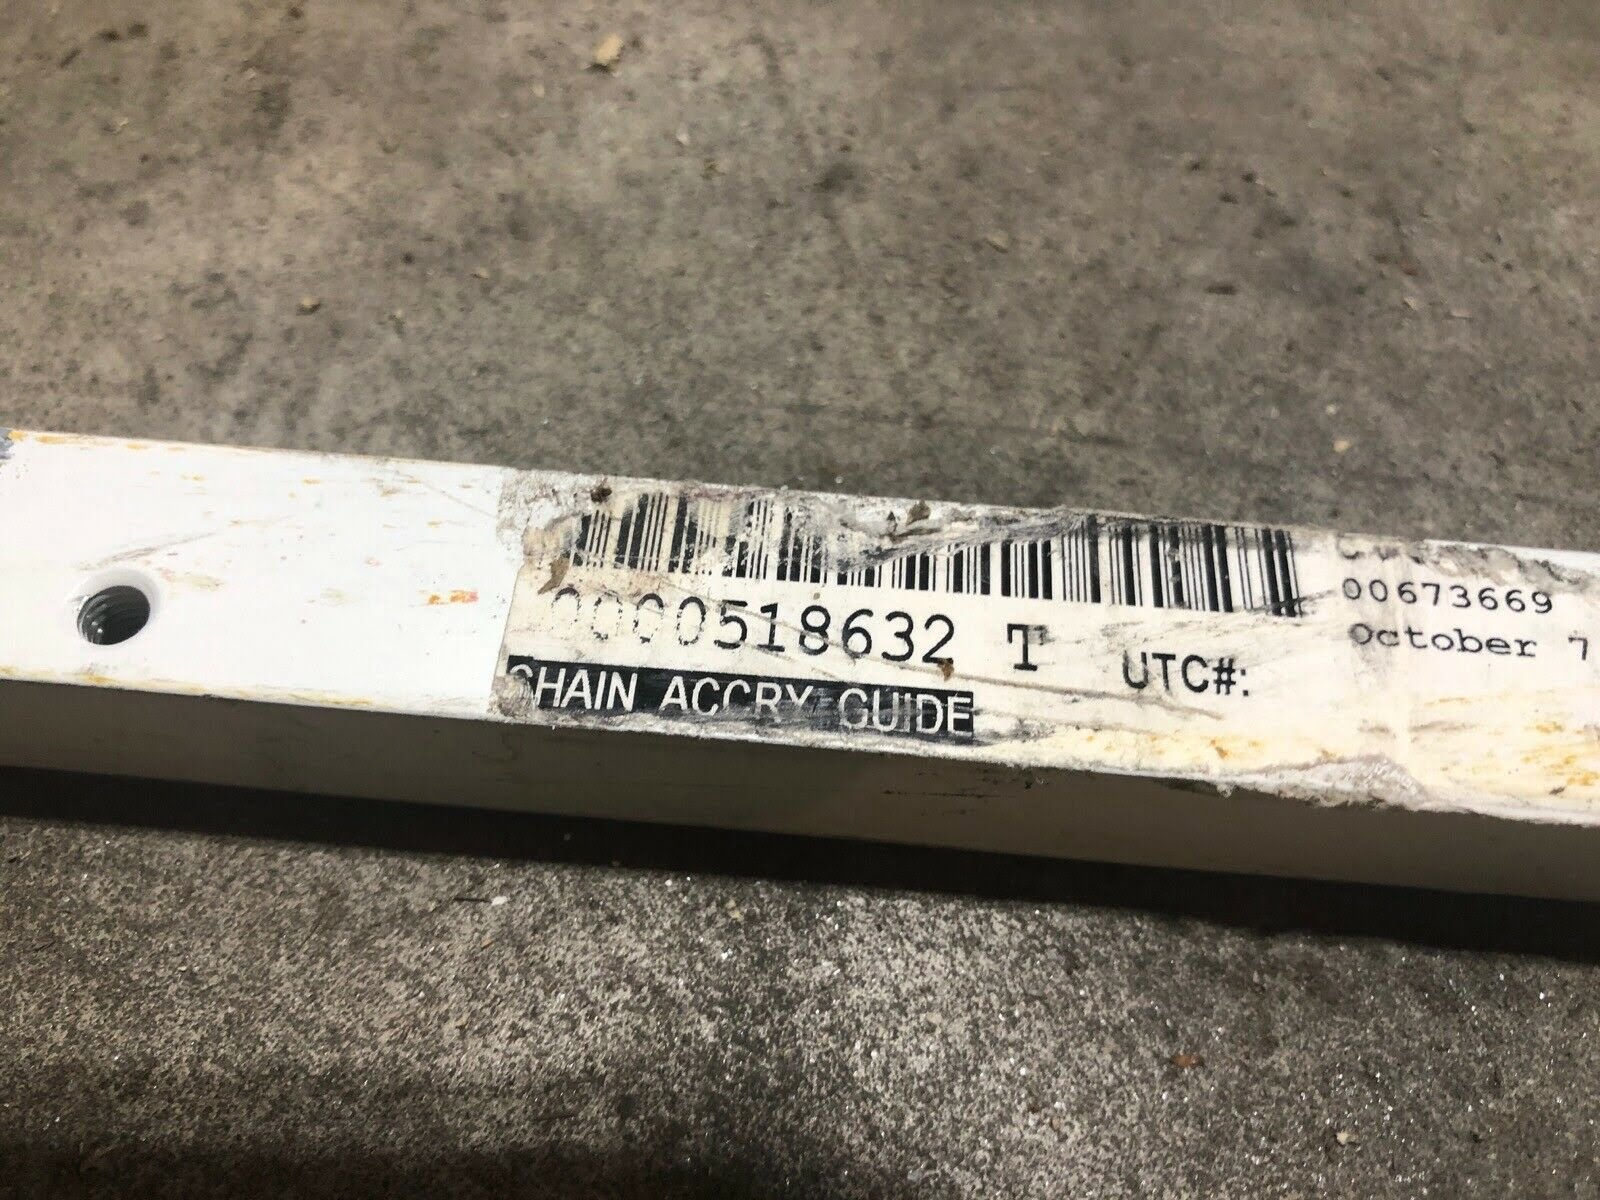 0000518632 T
CHAIN ACCRY GUIDE
UTC#:
00673669
October 7